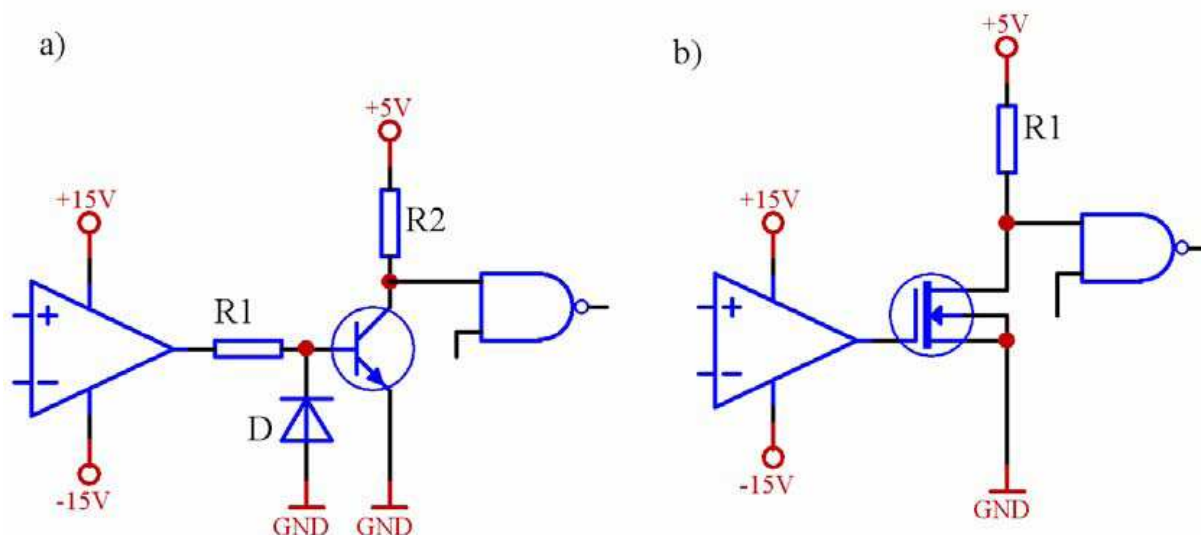 a)
+5V
+15V
R2
R1
+
−
D
-15V
GND
GND
b)
+5V
R1
+15V
+
−
-15V
GND